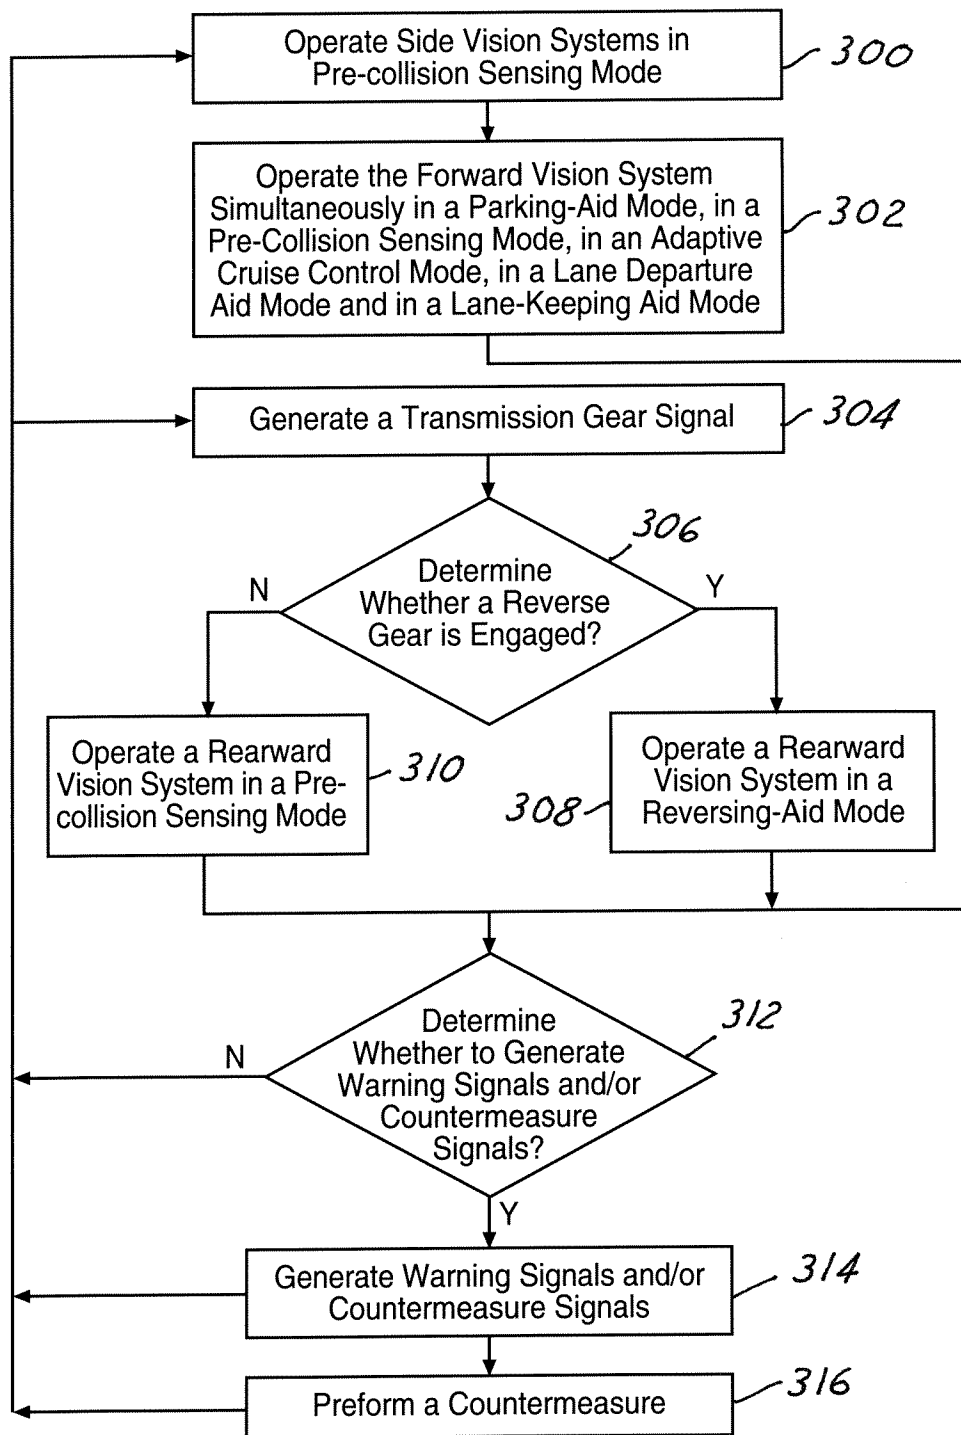 Operate Side Vision Systems in
Pre-collision Sensing Mode
300
Operate the Forward Vision System
Simultaneously in a Parking-Aid Mode, in a
Pre-Collision Sensing Mode, in an Adaptive
Cruise Control Mode, in a Lane Departure
Aid Mode and in a Lane-Keeping Aid Mode
302
Generate a Transmission Gear Signal
304
306
Determine
Whether a Reverse
Gear is Engaged?
N
Y
Operate a Rearward
Vision System in a Pre-
collision Sensing Mode
310
Operate a Rearward
Vision System in a
Reversing-Aid Mode
308
Determine
Whether to Generate
Warning Signals and/or
Countermeasure
Signals?
312
N
Y
Generate Warning Signals and/or
Countermeasure Signals
314
Preform a Countermeasure
316